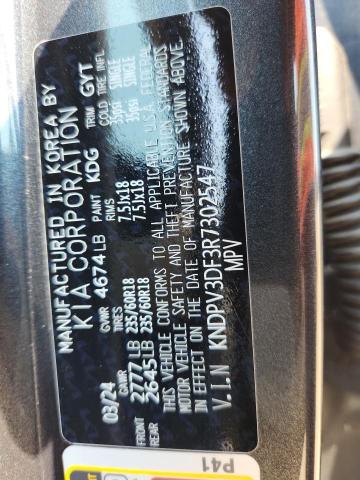 MANUFACTURED IN KOREA BY
KIA CORPORATION
GVWR PAINT TRIM
03/24 4674 LB KDG GYT
GAWR TIRES RIMS COLD TIRE INFL
FRONT 2777 LB 235/60R18 7.5Jx18 35PSI SINGLE
REAR 2645 LB 235/60R18 7.5Jx18 35PSI SINGLE
THIS VEHICLE CONFORMS TO ALL APPLICABLE U.S.A. FEDERAL
MOTOR VEHICLE SAFETY AND THEFT PREVENTION STANDARDS
IN EFFECT ON THE DATE OF MANUFACTURE SHOWN ABOVE.
V.I.N KNDPV3DF3R7302547
MPV
P41